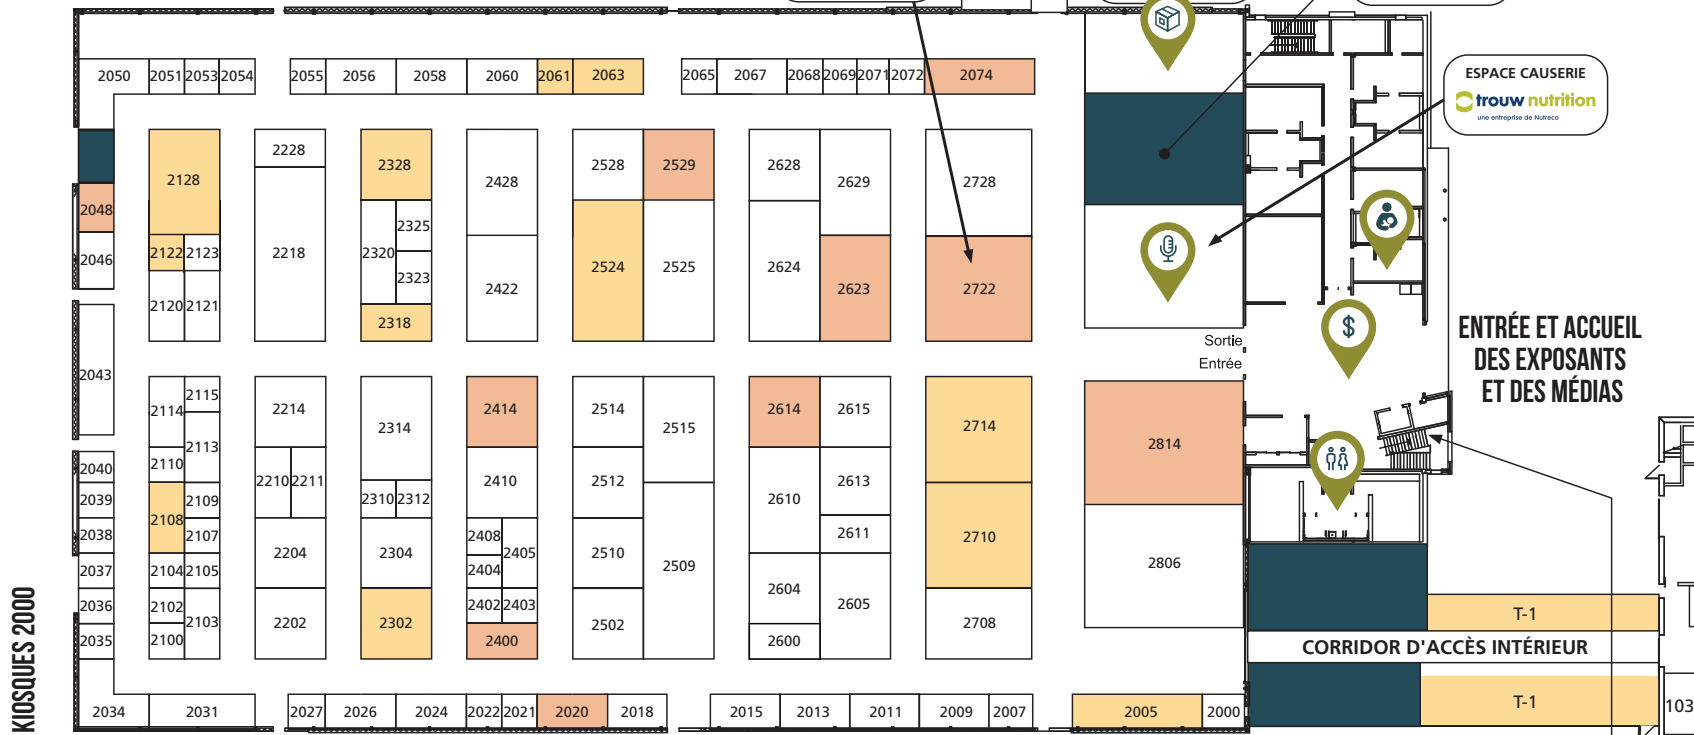 2050 2051 2053 2054 2055 2056 2058 2060 2061 2063 2065 2067 2068 2069 2071 2072 2074
ESPACE CAUSERIE
trouw nutrition
une entreprise de Nutreco
2228 2328 2528 2529 2628
2128 2428 2629 2728
2048 2325
2046 2122 2123 2218 2320 2323 2524 2525 2624
2120 2121 2422 2623 2722
2318
$
Sortie
Entrée
ENTRÉE ET ACCUEIL
DES EXPOSANTS
ET DES MÉDIAS
2043
2115
2114 2214 2414 2514 2614 2615
2113 2314 2515 2714 2814
2040 2110
2210 2211 2410 2512 2610 2613
2039 2109 2310 2312
2108
2038 2107 2408 2611 2710
2204 2304 2405 2510
2037 2104 2105 2404 2509 2806
2036 2102 2402 2403 2604 2605
2103 2202 2302 2502 2708
2035 2100 2400 2600
T-1
CORRIDOR D'ACCÈS INTÉRIEUR
T-1
KIOSQUES 2000
2034 2031 2027 2026 2024 2022 2021 2020 2018 2015 2013 2011 2009 2007 2005 2000
103